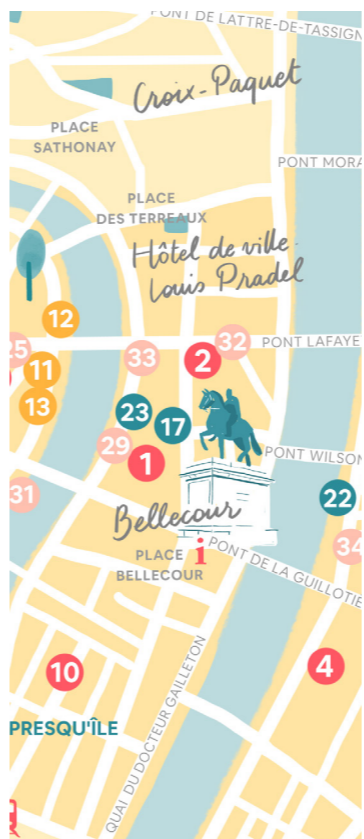 PONT DE LATTRE-DE-TASSIGN
Croix-Paquet
PLACE
SATHONAY
PONT MORA
PLACE
DES TERREAUX
Hôtel de ville
Louis Pradel
12
32
PONT LAFAYE
25
33
2
11
13
23
17
29
1
PONT WILSON
31
22
Bellecour
34
i
PLACE
BELLECOUR
PONT DE LA GUILLOTIÈ
10
4
PRESQU'ÎLE
QUAI DU DOCTEUR GAILLETON